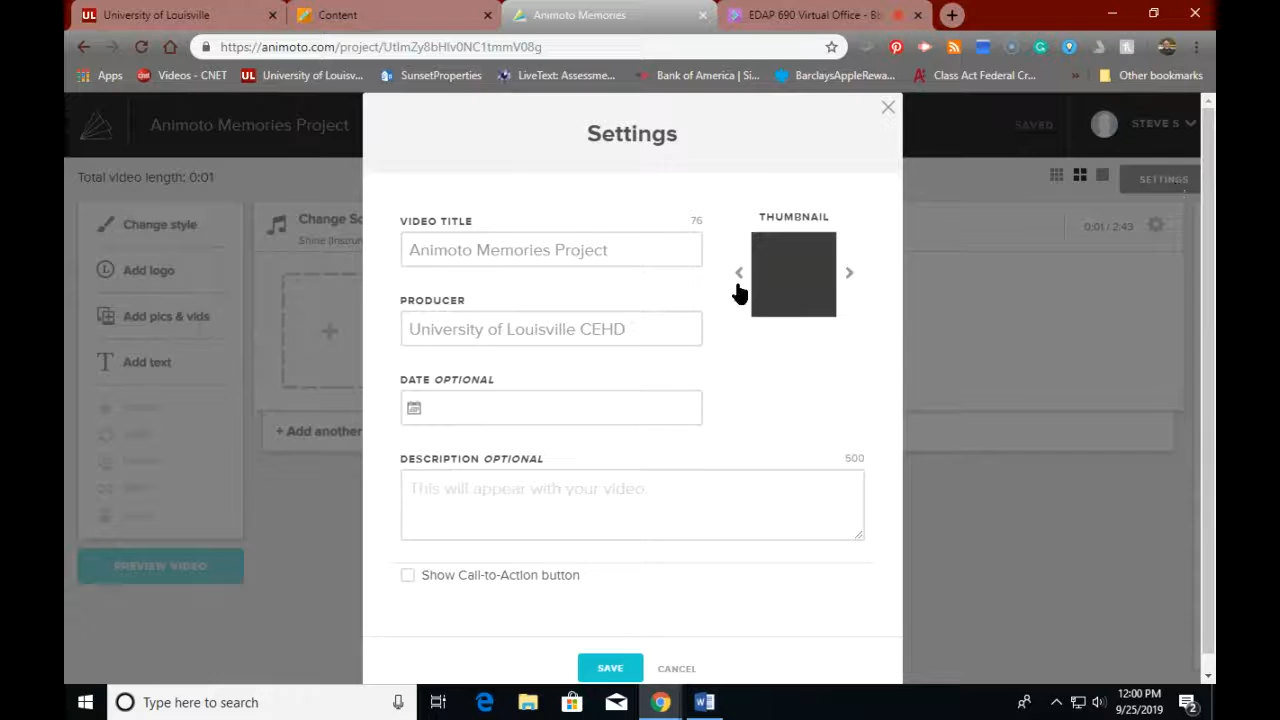 University of Louisville
Content
Animoto Memories
EDAP 690 Virtual Office - Bb
https://animoto.com/project/UtImZy8bHlv0NC1tmmV08g
Apps
Videos - CNET
University of Louisv...
SunsetProperties
LiveText: Assessme...
Bank of America | Si...
BarclaysAppleRewa...
Class Act Federal Cr...
»
Other bookmarks
Animoto Memories Project
SAVED
STEVE S
Total video length: 0:01
SETTINGS
Change style
Add logo
Add pics & vids
Add text
PREVIEW VIDEO
Change So
Shine (Instrum
0:01 / 2:43
+ Add another
Settings
VIDEO TITLE
76
Animoto Memories Project
THUMBNAIL
PRODUCER
University of Louisville CEHD
DATE OPTIONAL
DESCRIPTION OPTIONAL
500
This will appear with your video.
Show Call-to-Action button
SAVE
CANCEL
Type here to search
12:00 PM
9/25/2019
2